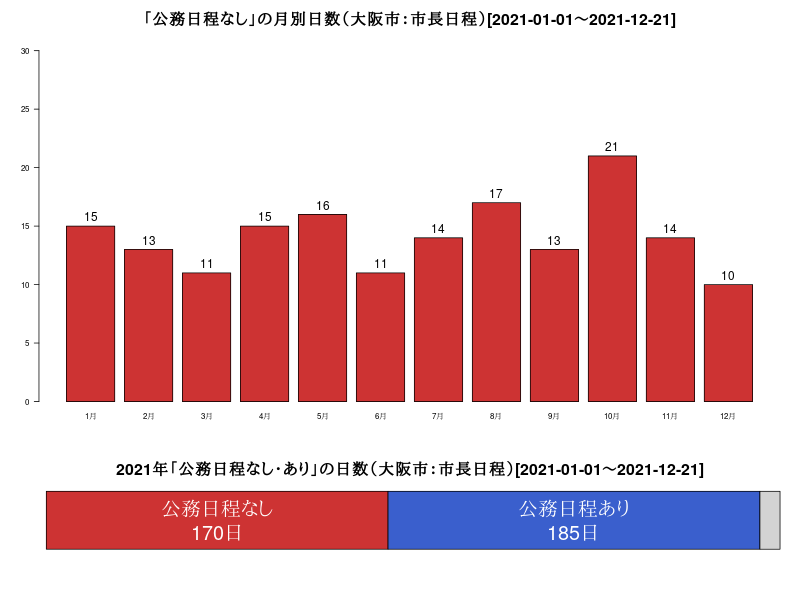 「公務日程なし」の月別日数（大阪市：市長日程）[2021-01-01〜2021-12-21]
30
25
20
15
10
5
0
15
13
11
15
16
11
14
17
13
21
14
10
1月
2月
3月
4月
5月
6月
7月
8月
9月
10月
11月
12月
2021年「公務日程なし・あり」の日数（大阪市：市長日程）[2021-01-01〜2021-12-21]
公務日程なし
170日
公務日程あり
185日